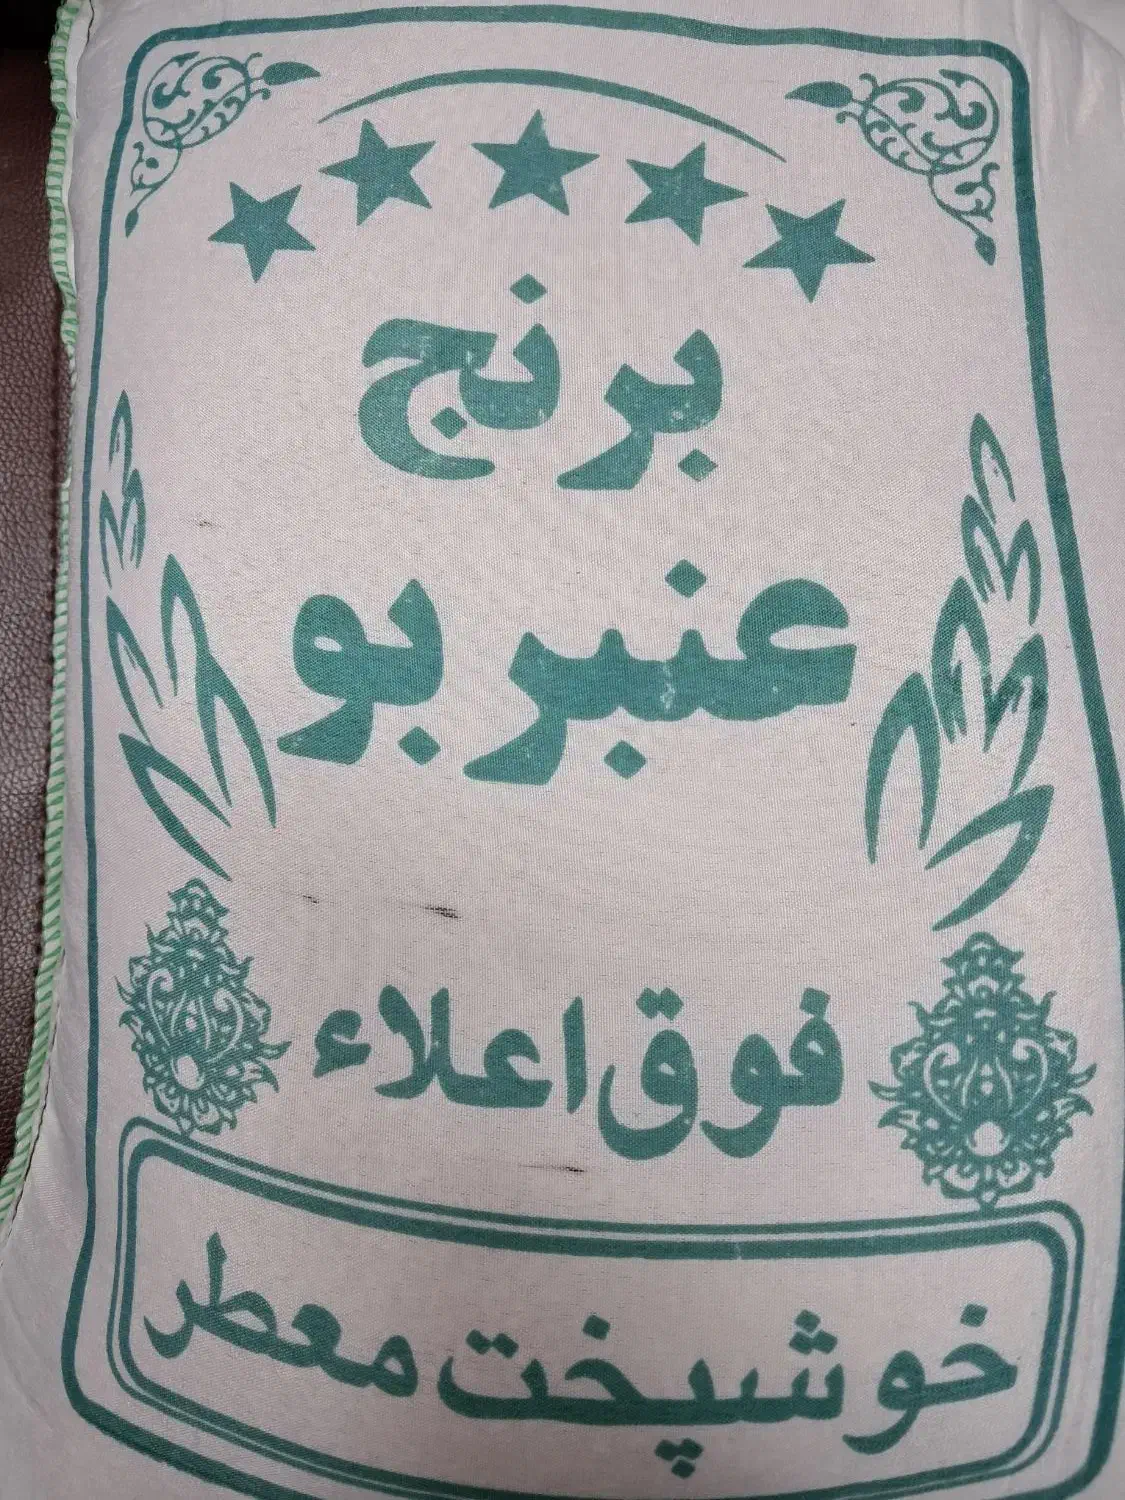 برنج
عنبربو
فوق اعلاء
خوشپخت معطر